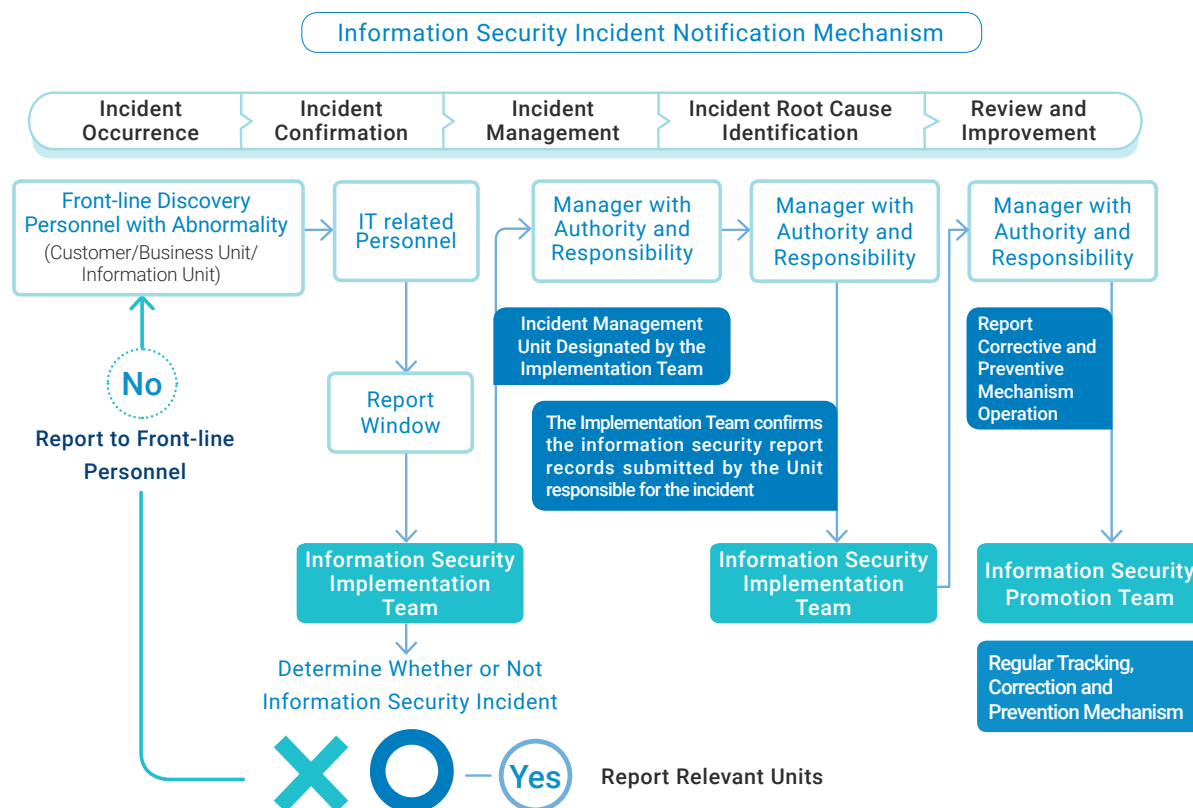 Information Security Incident Notification Mechanism
Incident
Occurrence
Incident
Confirmation
Incident
Management
Incident Root Cause
Identification
Review and
Improvement
Front-line Discovery
Personnel with Abnormality
(Customer/Business Unit/
Information Unit)
IT related
Personnel
Manager with
Authority and
Responsibility
Manager with
Authority and
Responsibility
Manager with
Authority and
Responsibility
No
Report to Front-line
Personnel
Report
Window
Incident Management
Unit Designated by the
Implementation Team
The Implementation Team confirms
the information security report
records submitted by the Unit
responsible for the incident
Report
Corrective and
Preventive
Mechanism
Operation
Information Security
Implementation
Team
Information Security
Implementation
Team
Information Security
Promotion Team
Determine Whether or Not
Information Security Incident
Regular Tracking,
Correction and
Prevention Mechanism
Yes
Report Relevant Units